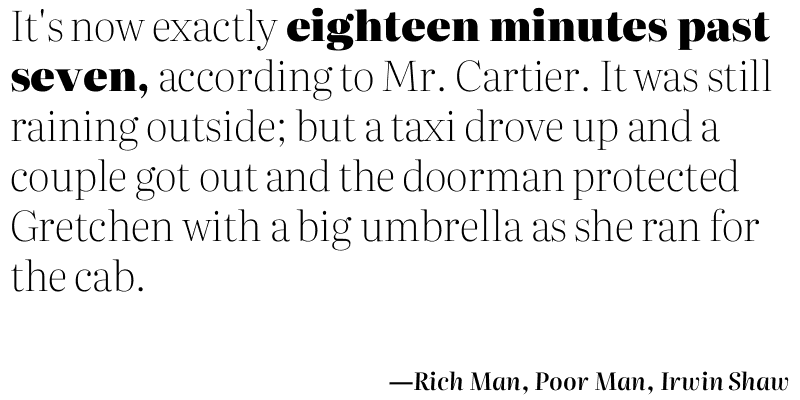 It's now exactly eighteen minutes past
seven, according to Mr. Cartier. It was still
raining outside; but a taxi drove up and a
couple got out and the doorman protected
Gretchen with a big umbrella as she ran for
the cab.
—Rich Man, Poor Man, Irwin Shaw